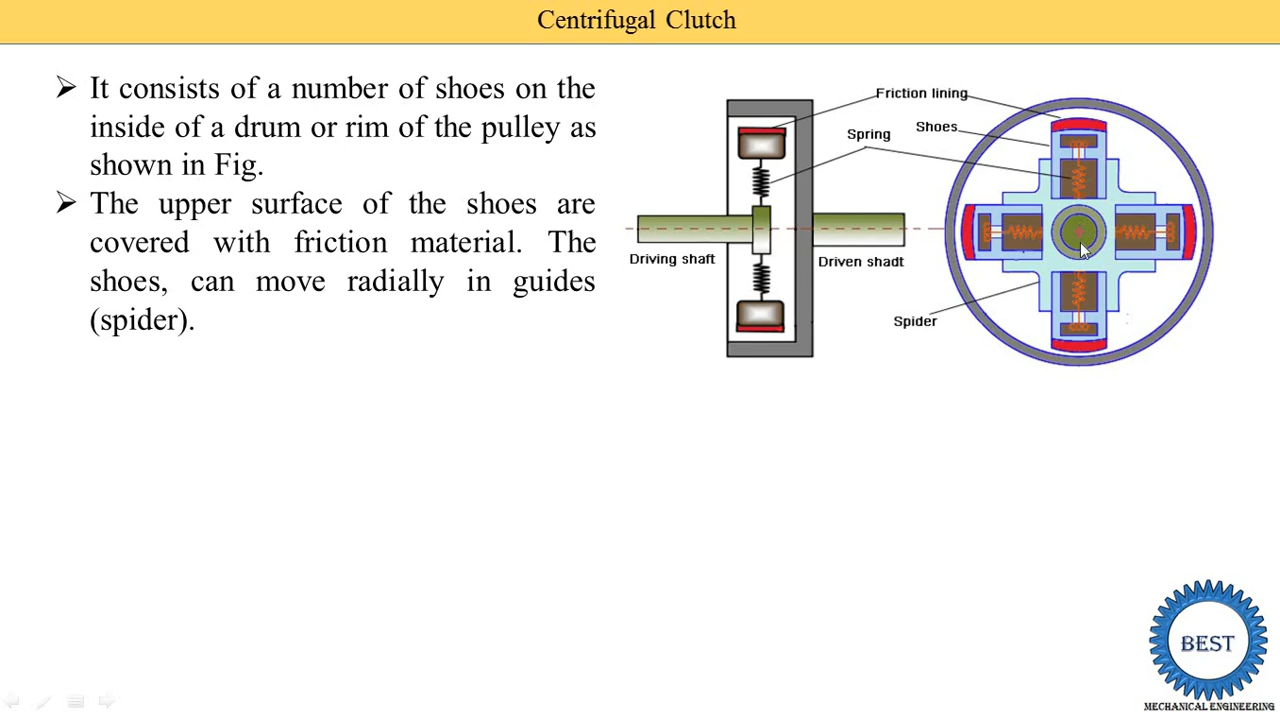 Centrifugal Clutch
➢ It consists of a number of shoes on the
inside of a drum or rim of the pulley as
shown in Fig.
➢ The upper surface of the shoes are
covered with friction material. The
shoes, can move radially in guides
(spider).
Friction lining
Spring
Shoes
Driving shaft
Driven shadt
Spider
BEST
MECHANICAL ENGINEERING